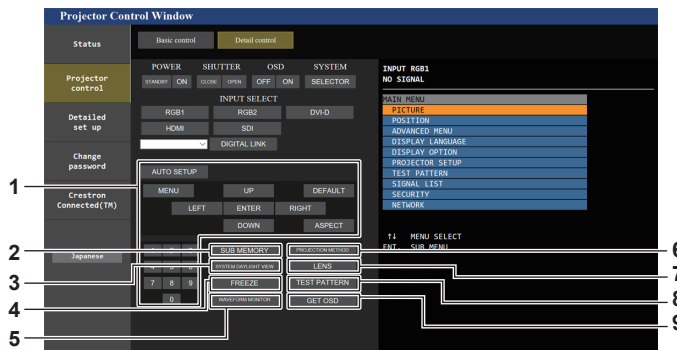 Projector Control Window
Status
Basic control
Detail control
POWER SHUTTER OSD SYSTEM
STANDBY ON CLOSE OPEN OFF ON SELECTOR
INPUT SELECT
RGB1 RGB2 DVI-D
HDMI SDI
DIGITAL LINK
Projector
control
Detailed
set up
Change
password
Crestron
Connected(TM)
Japanese
AUTO SETUP
MENU UP DEFAULT
LEFT ENTER RIGHT
DOWN ASPECT
SUB MEMORY PROJECTION METHOD
SYSTEM DAYLIGHT VIEW LENS
7 8 9 FREEZE TEST PATTERN
0 WAVEFORM MONITOR GET OSD
INPUT RGB1
NO SIGNAL
MAIN MENU
PICTURE
POSITION
ADVANCED MENU
DISPLAY LANGUAGE
DISPLAY OPTION
PROJECTOR SETUP
TEST PATTERN
SIGNAL LIST
SECURITY
NETWORK
↑↓ MENU SELECT
ENT. SUB MENU
1
2
3
4
5
6
7
8
9